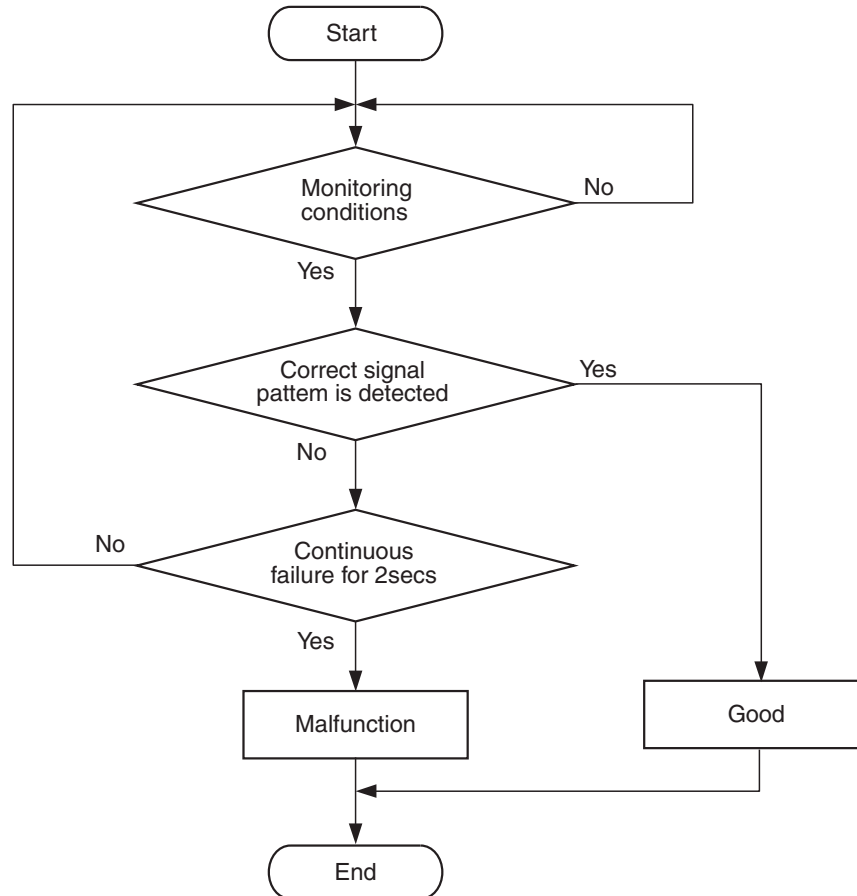 Start
Monitoring
conditions
No
Yes
Correct signal
pattem is detected
Yes
No
Continuous
failure for 2secs
No
Yes
Malfunction
Good
End